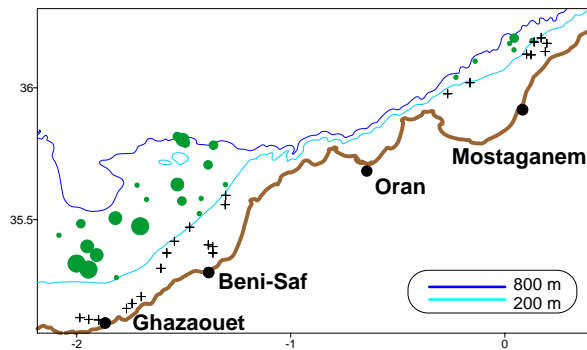 36
Mostaganem
Oran
35.5
Beni-Saf
800 m
200 m
Ghazaouet
-2
-1
0